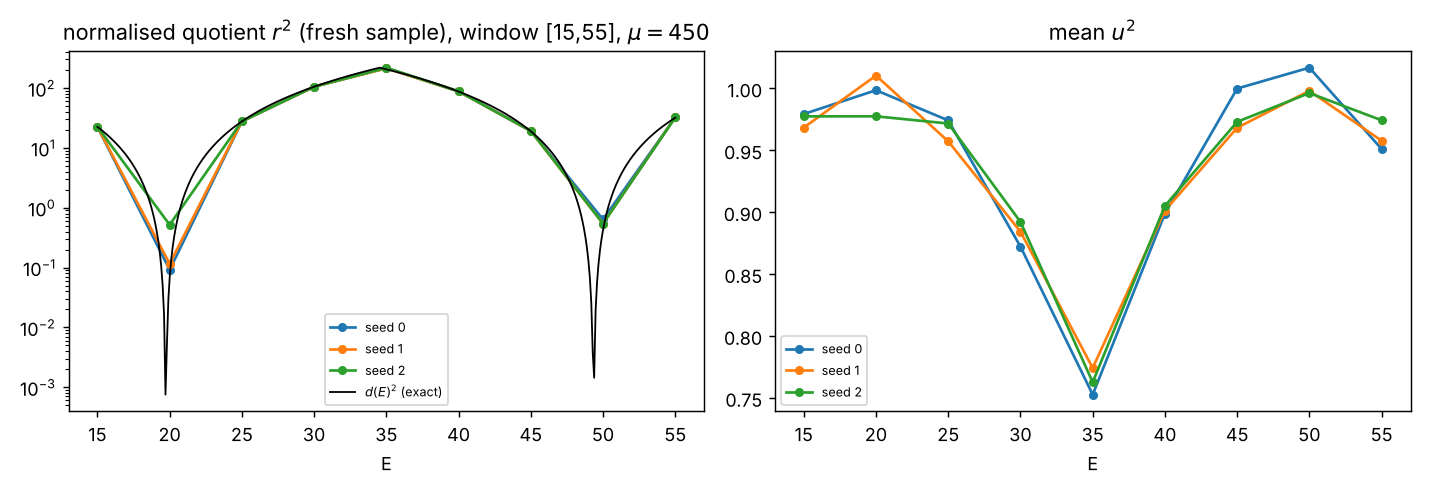 normalised quotient r² (fresh sample), window [15,55], μ = 450
10²
10¹
10⁰
10⁻¹
10⁻²
10⁻³
seed 0
seed 1
seed 2
d(E)² (exact)
15 20 25 30 35 40 45 50 55
E
mean u²
1.00
0.95
0.90
0.85
0.80
0.75
seed 0
seed 1
seed 2
15 20 25 30 35 40 45 50 55
E